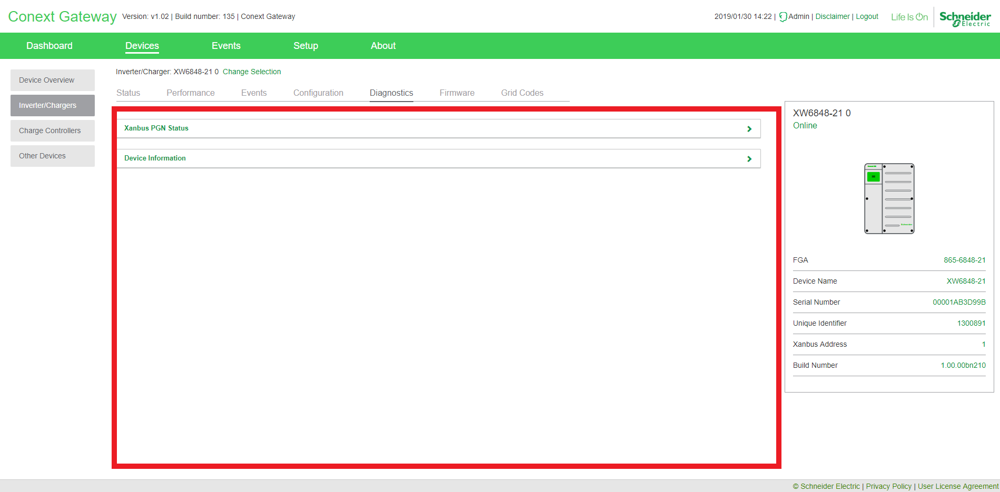 Conext Gateway Version: v1.02 | Build number: 135 | Conext Gateway
2019/01/30 14:22 | Admin | Disclaimer | Logout
Life Is On
Schneider
Electric
Dashboard Devices Events Setup About
Device Overview
Inverter/Chargers
Charge Controllers
Other Devices
Inverter/Charger: XW6848-21 0 Change Selection
Status Performance Events Configuration Diagnostics Firmware Grid Codes
Xanbus PGN Status
Device Information
XW6848-21 0
Online
Schneider
FGA 865-6848-21
Device Name XW6848-21
Serial Number 00001AB3D99B
Unique Identifier 1300891
Xanbus Address 1
Build Number 1.00.00bn210
© Schneider Electric | Privacy Policy | User License Agreement